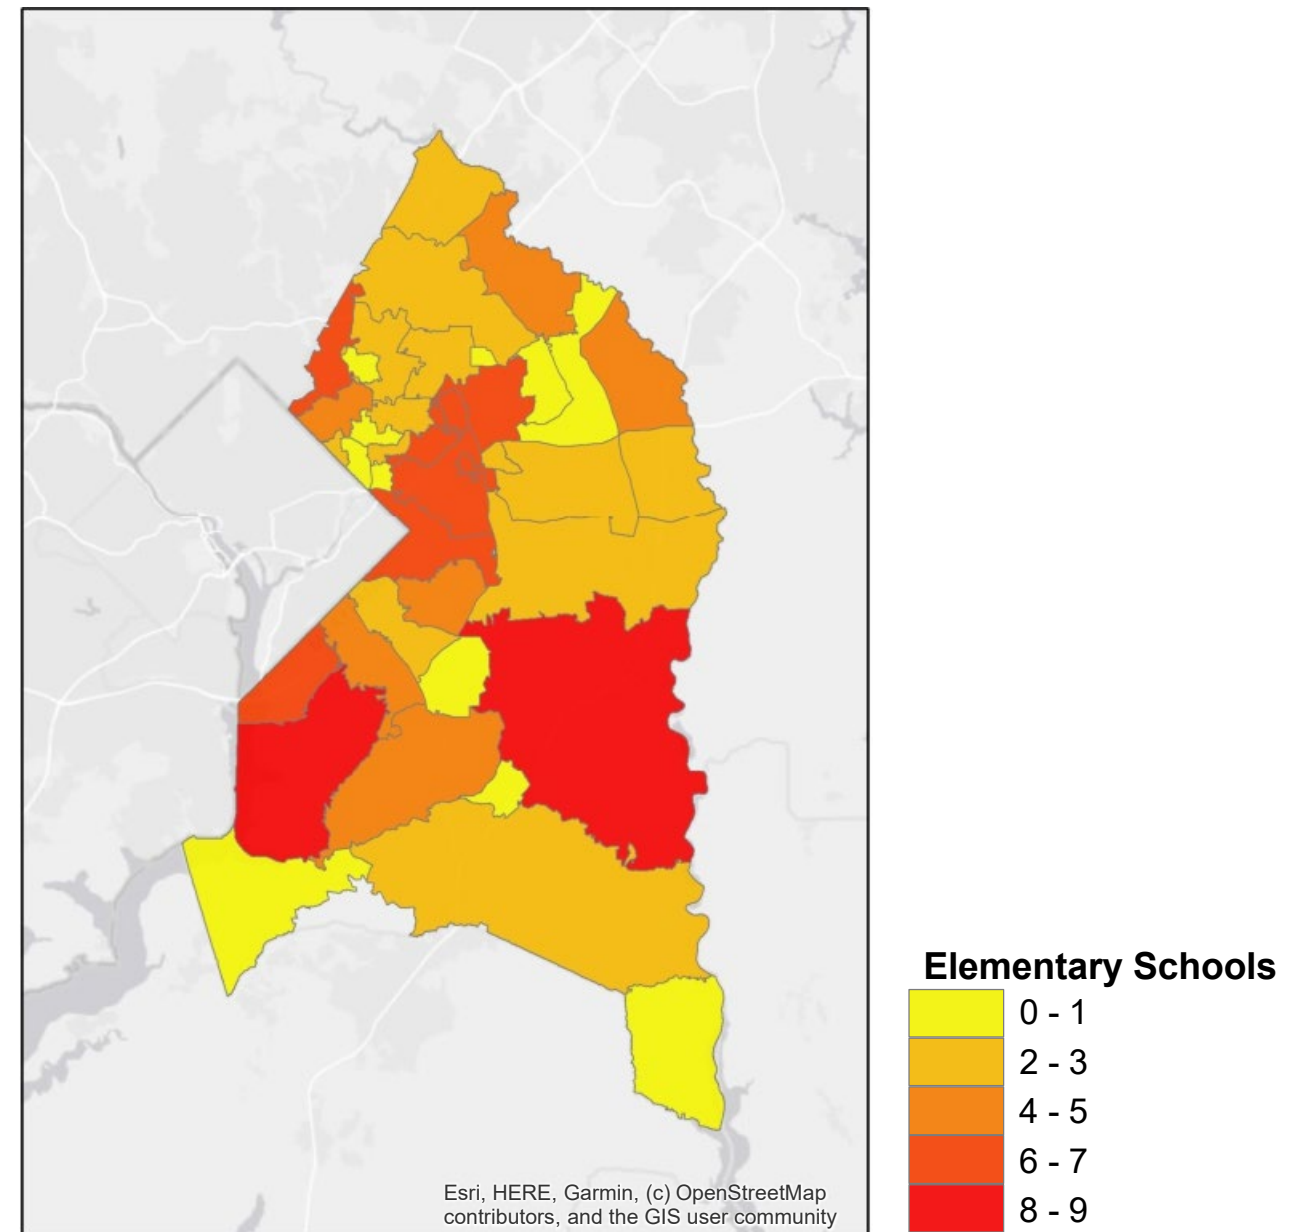 Elementary Schools
0 - 1
2 - 3
4 - 5
6 - 7
8 - 9
Esri, HERE, Garmin, (c) OpenStreetMap
contributors, and the GIS user community